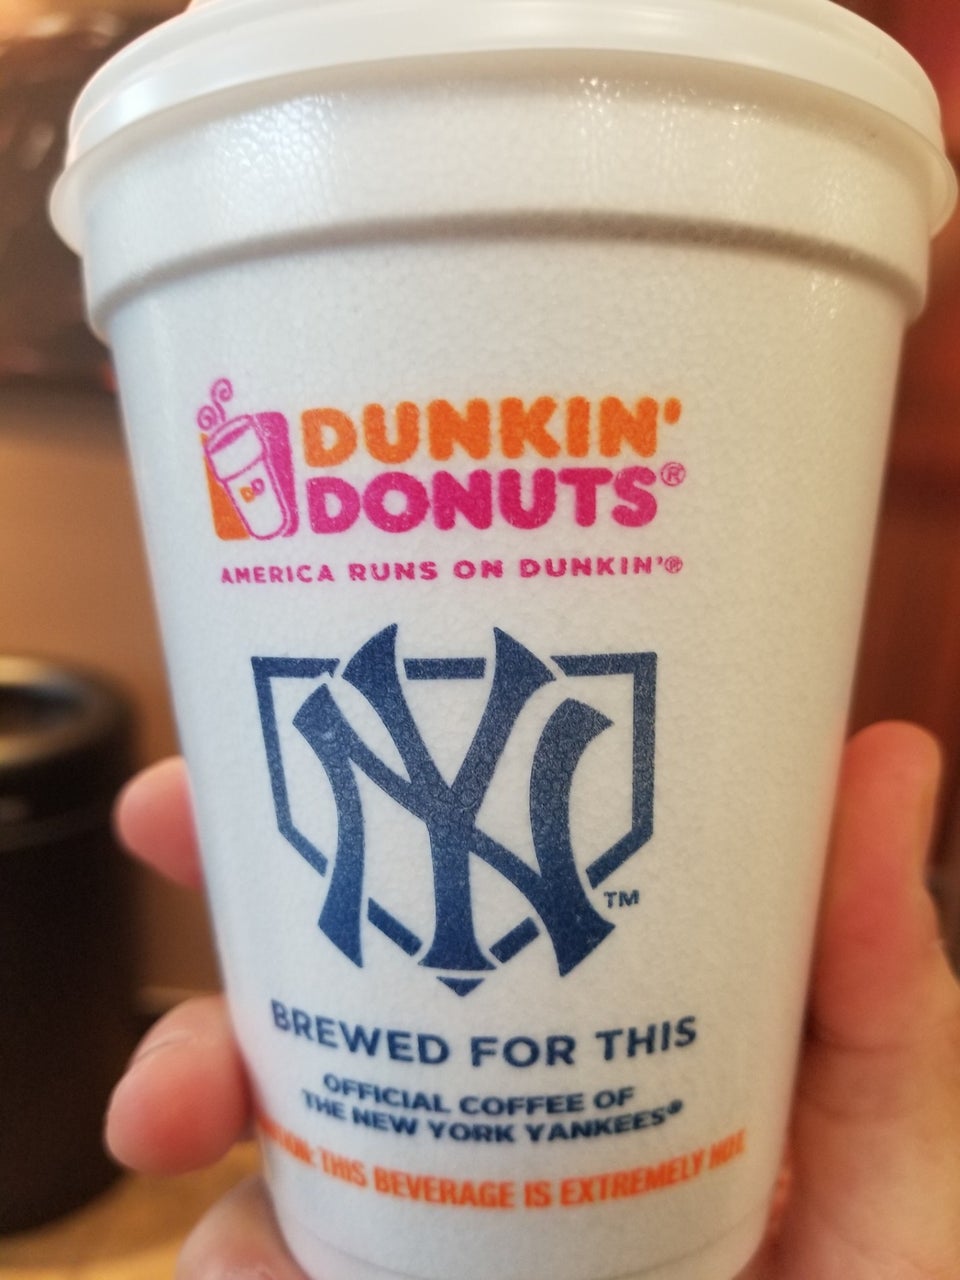 DUNKIN'
DONUTS®
AMERICA RUNS ON DUNKIN'®
NY
TM
BREWED FOR THIS
OFFICIAL COFFEE OF
THE NEW YORK YANKEES®
THIS BEVERAGE IS EXTREMELY HOT